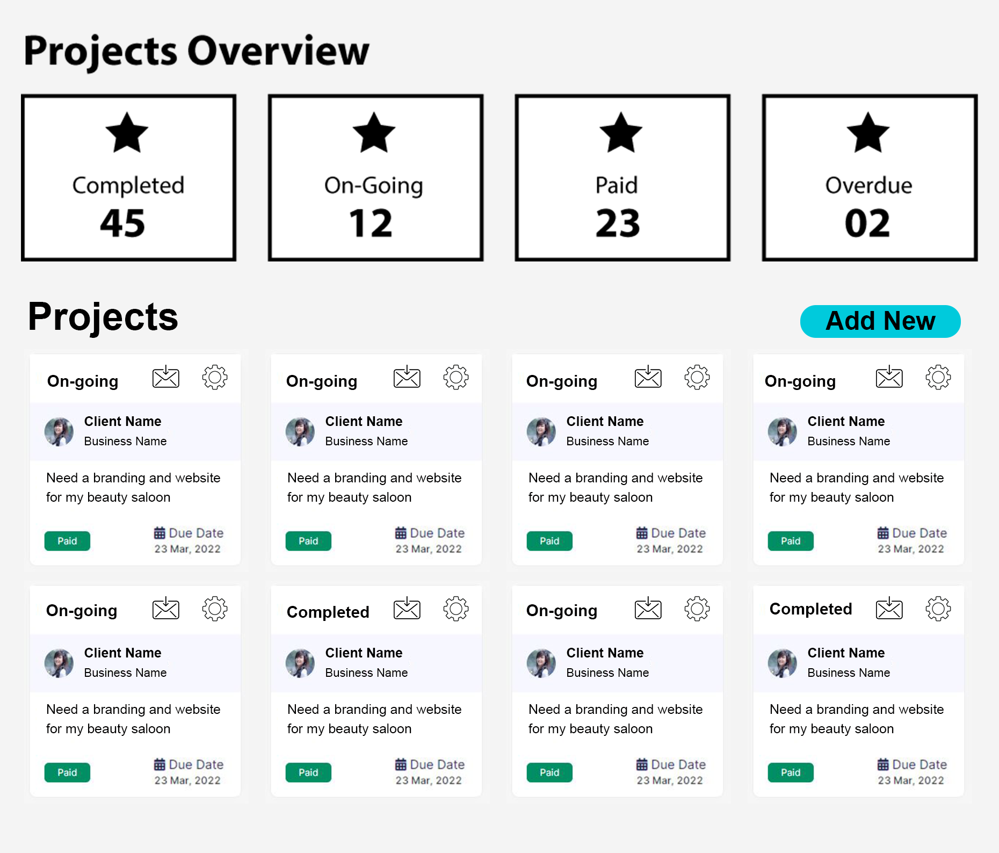 Projects Overview
Completed
45
On-Going
12
Paid
23
Overdue
02
Projects
Add New
On-going
Client Name
Business Name
Need a branding and website
for my beauty saloon
Paid
Due Date
23 Mar, 2022
On-going
Client Name
Business Name
Need a branding and website
for my beauty saloon
Paid
Due Date
23 Mar, 2022
On-going
Client Name
Business Name
Need a branding and website
for my beauty saloon
Paid
Due Date
23 Mar, 2022
On-going
Client Name
Business Name
Need a branding and website
for my beauty saloon
Paid
Due Date
23 Mar, 2022
On-going
Client Name
Business Name
Need a branding and website
for my beauty saloon
Paid
Due Date
23 Mar, 2022
Completed
Client Name
Business Name
Need a branding and website
for my beauty saloon
Paid
Due Date
23 Mar, 2022
On-going
Client Name
Business Name
Need a branding and website
for my beauty saloon
Paid
Due Date
23 Mar, 2022
Completed
Client Name
Business Name
Need a branding and website
for my beauty saloon
Paid
Due Date
23 Mar, 2022